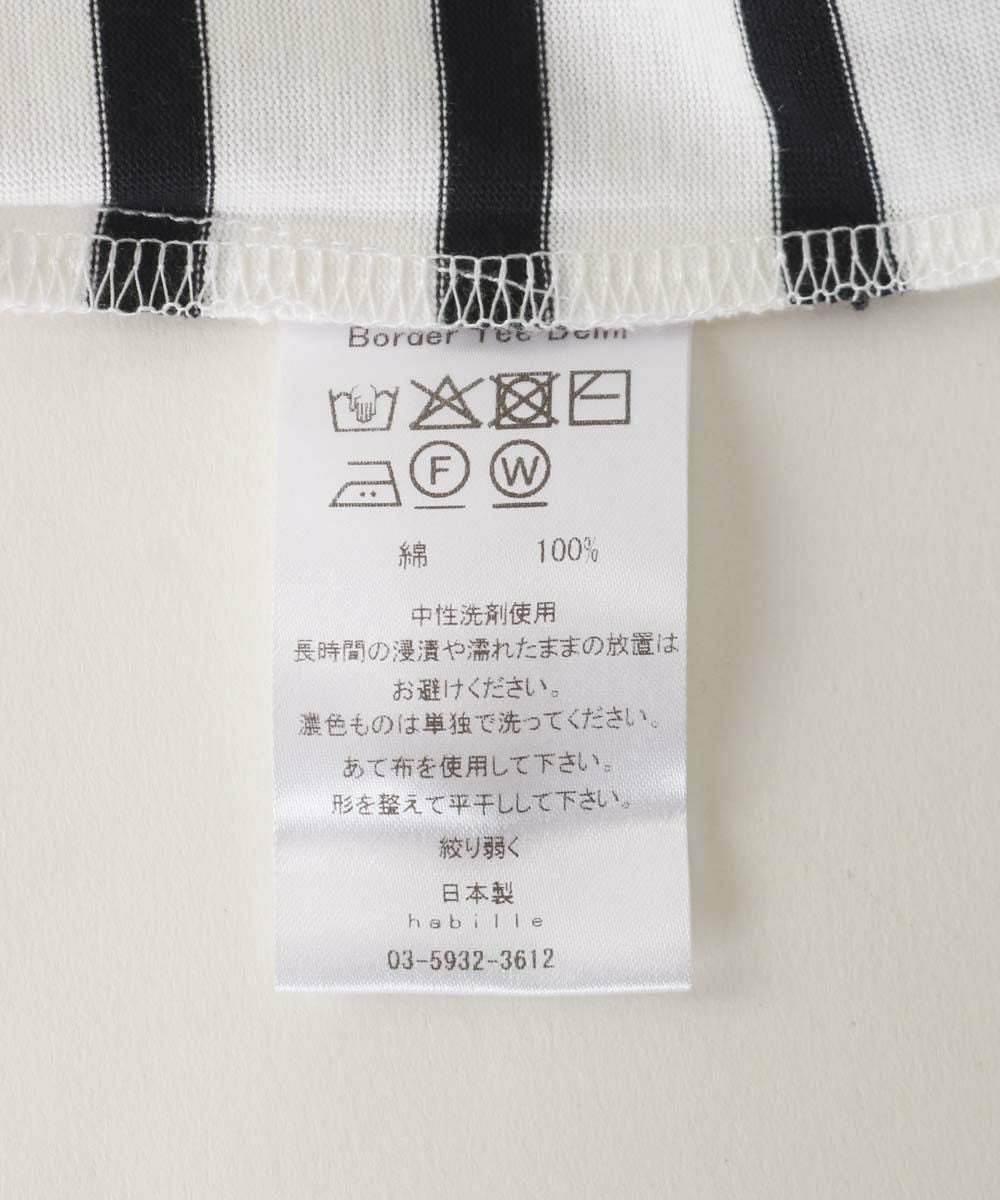 Border Tee Demi
F W
綿 100%
中性洗剤使用
長時間の浸漬や濡れたままの放置は
お避けください。
濃色ものは単独で洗ってください。
あて布を使用して下さい。
形を整えて平干しして下さい。
絞り弱く
日本製
habille
03-5932-3612